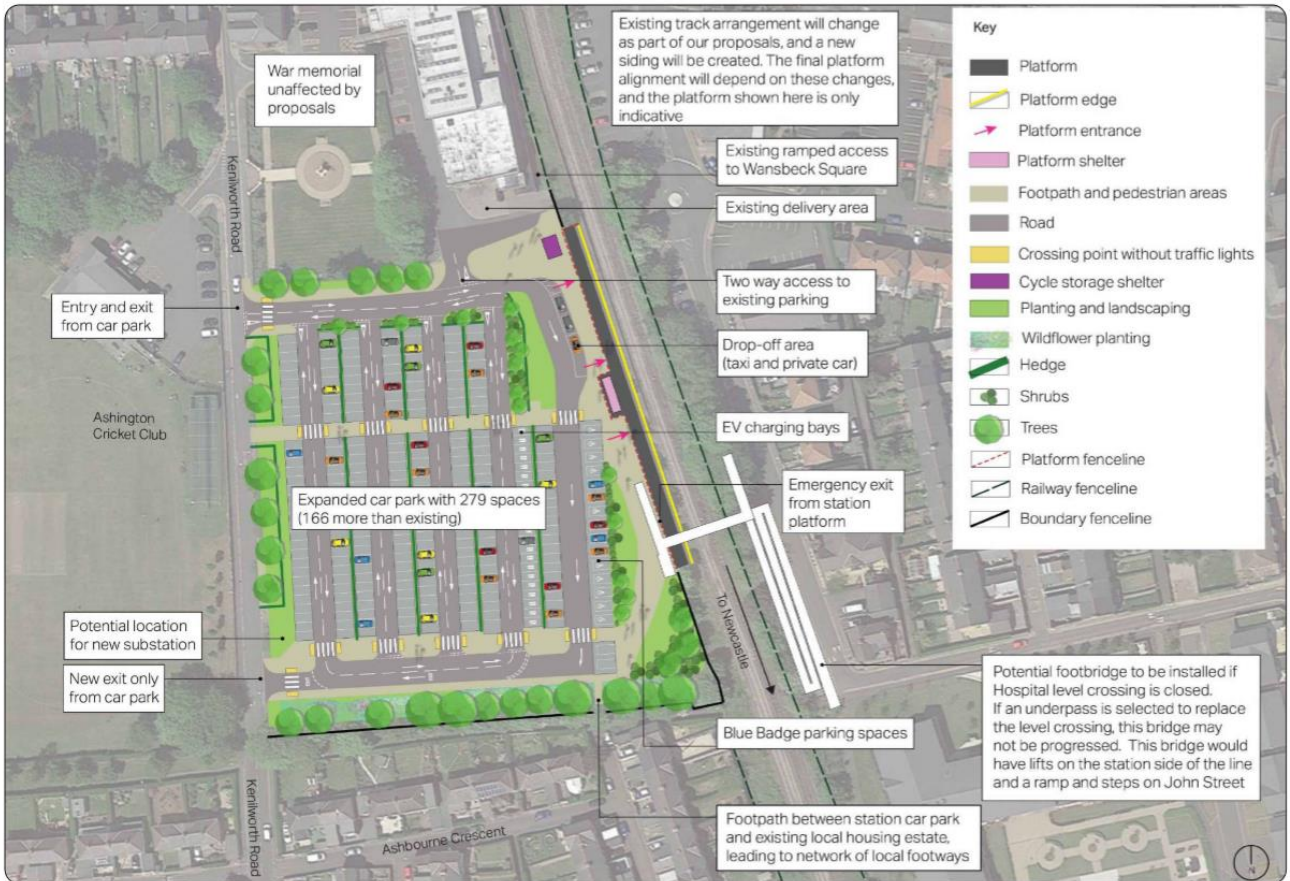 War memorial
unaffected by
proposals
Existing track arrangement will change
as part of our proposals, and a new
siding will be created. The final platform
alignment will depend on these changes,
and the platform shown here is only
indicative
Existing ramped access
to Wansbeck Square
Existing delivery area
Kenilworth Road
Entry and exit
from car park
Two way access to
existing parking
Drop-off area
(taxi and private car)
Ashington
Cricket Club
EV charging bays
Expanded car park with 279 spaces
(166 more than existing)
Emergency exit
from station
platform
Potential location
for new substation
New exit only
from car park
To Newcastle
Blue Badge parking spaces
Potential footbridge to be installed if
Hospital level crossing is closed.
If an underpass is selected to replace
the level crossing, this bridge may
not be progressed. This bridge would
have lifts on the station side of the line
and a ramp and steps on John Street
Footpath between station car park
and existing local housing estate,
leading to network of local footways
Kenilworth Road
Ashbourne Crescent
Key
Platform
Platform edge
Platform entrance
Platform shelter
Footpath and pedestrian areas
Road
Crossing point without traffic lights
Cycle storage shelter
Planting and landscaping
Wildflower planting
Hedge
Shrubs
Trees
Platform fenceline
Railway fenceline
Boundary fenceline
N